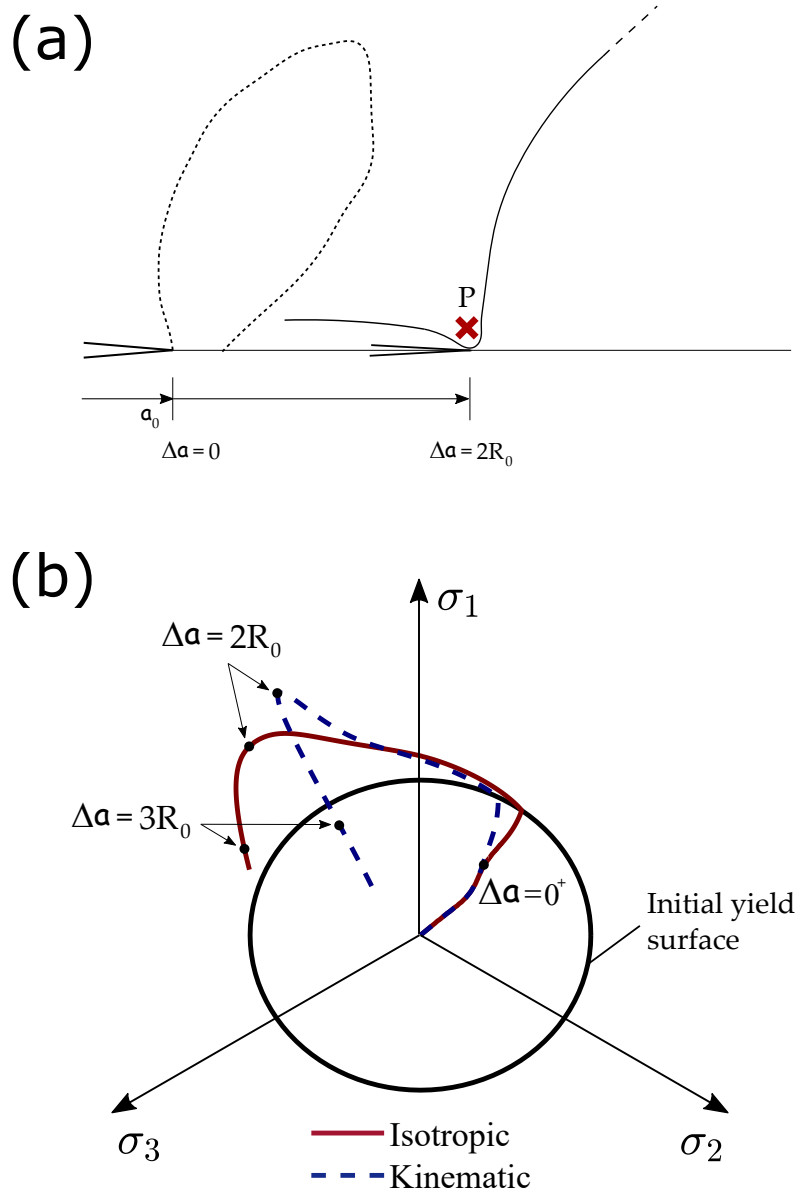 (a)
P
a₀
Δa = 0
Δa = 2R₀
(b)
σ₁
Δa = 2R₀
Δa = 3R₀
Δa = 0⁺
Initial yield
surface
σ₃
σ₂
Isotropic
Kinematic